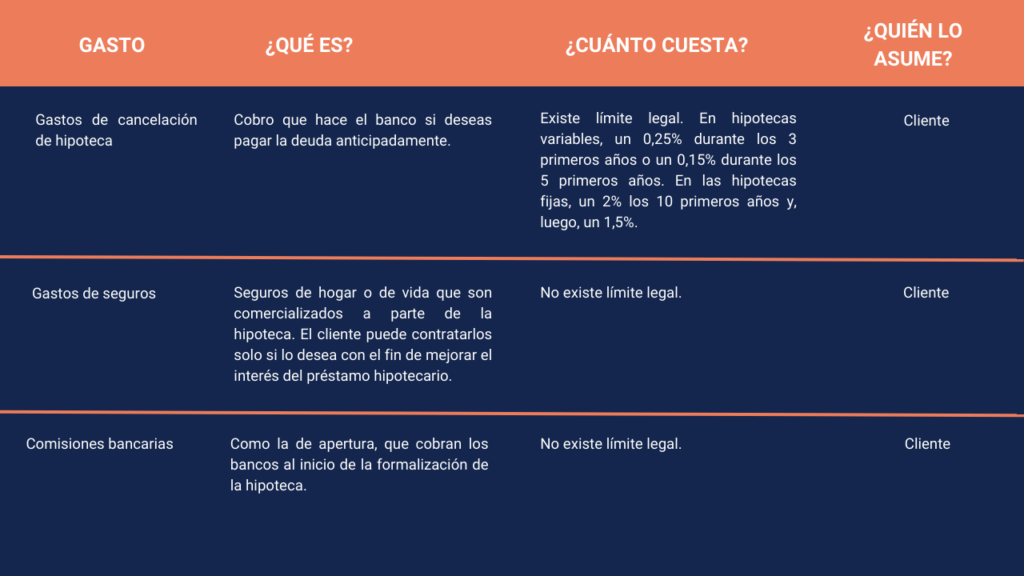 GASTO
¿QUÉ ES?
¿CUÁNTO CUESTA?
¿QUIÉN LO
ASUME?
Gastos de cancelación
de hipoteca
Cobro que hace el banco si deseas
pagar la deuda anticipadamente.
Existe límite legal. En hipotecas
variables, un 0,25% durante los 3
primeros años o un 0,15% durante los
5 primeros años. En las hipotecas
fijas, un 2% los 10 primeros años y,
luego, un 1,5%.
Cliente
Gastos de seguros
Seguros de hogar o de vida que son
comercializados a parte de la
hipoteca. El cliente puede contratarlos
solo si lo desea con el fin de mejorar el
interés del préstamo hipotecario.
No existe límite legal.
Cliente
Comisiones bancarias
Como la de apertura, que cobran los
bancos al inicio de la formalización de
la hipoteca.
No existe límite legal.
Cliente